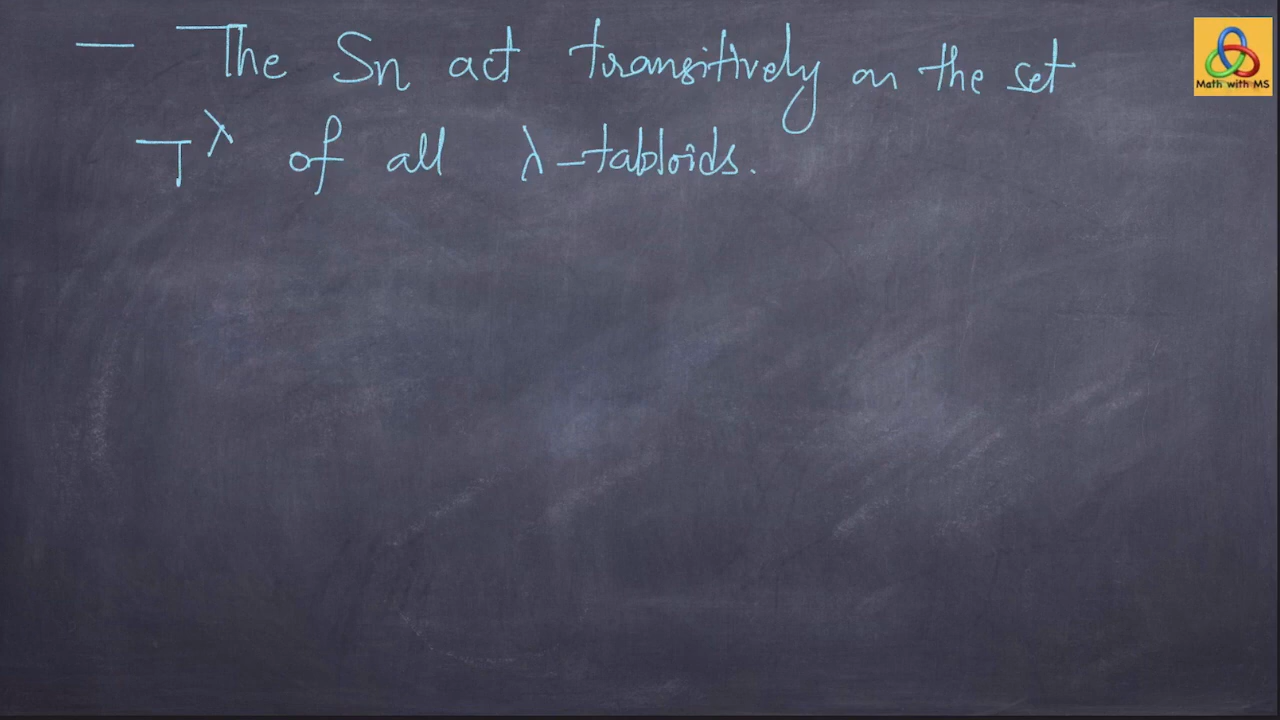 — The Sn act transitively on the set
T^λ of all λ-tabloids.
Math with MS